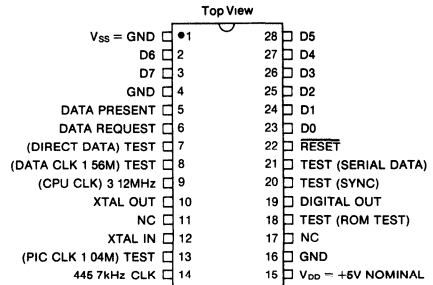 Top View
VSS = GND 1 28 D5
D6 2 27 D4
D7 3 26 D3
GND 4 25 D2
DATA PRESENT 5 24 D1
DATA REQUEST 6 23 D0
(DIRECT DATA) TEST 7 22 RESET
(DATA CLK 1 56M) TEST 8 21 TEST (SERIAL DATA)
(CPU CLK) 3 12MHz 9 20 TEST (SYNC)
XTAL OUT 10 19 DIGITAL OUT
NC 11 18 TEST (ROM TEST)
XTAL IN 12 17 NC
(PIC CLK 1 04M) TEST 13 16 GND
445 7kHz CLK 14 15 VDD = +5V NOMINAL